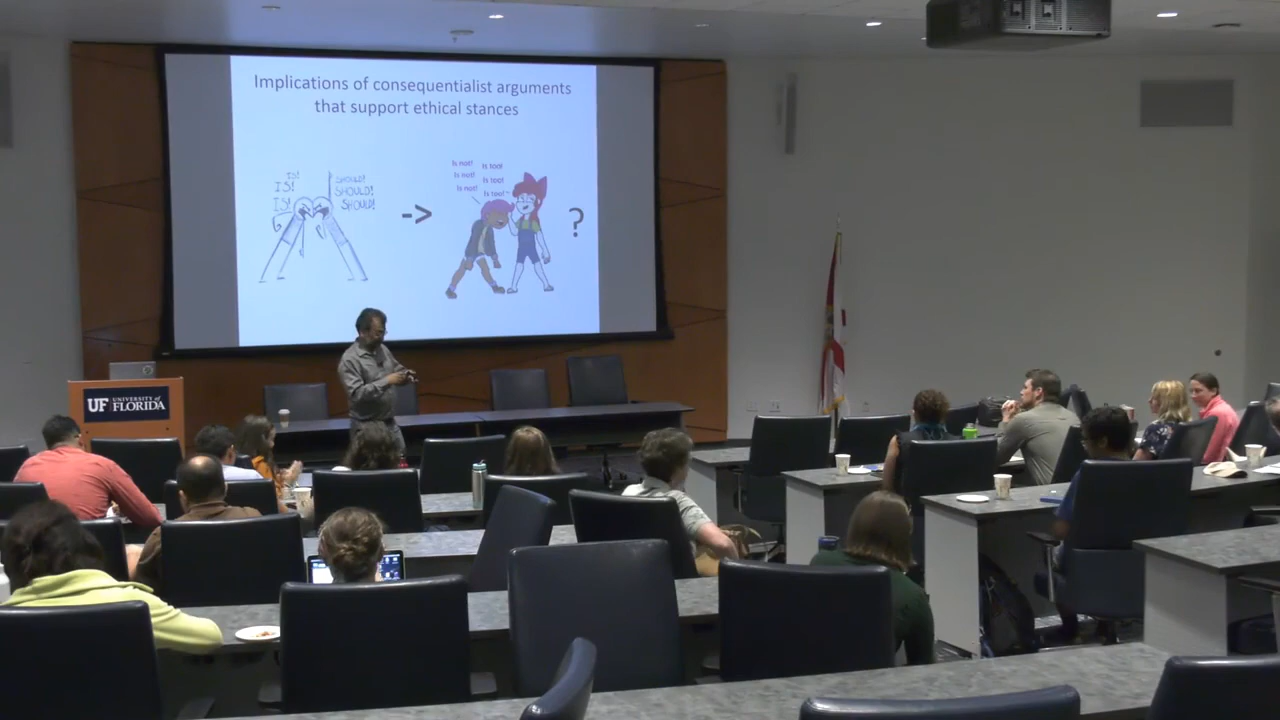 Implications of consequentialist arguments
that support ethical stances
IS!
IS!
IS!
SHOULD!
SHOULD!
SHOULD!
->
Is not! Is too!
Is not! Is too!
Is not! Is too!
?
UF UNIVERSITY of
FLORIDA